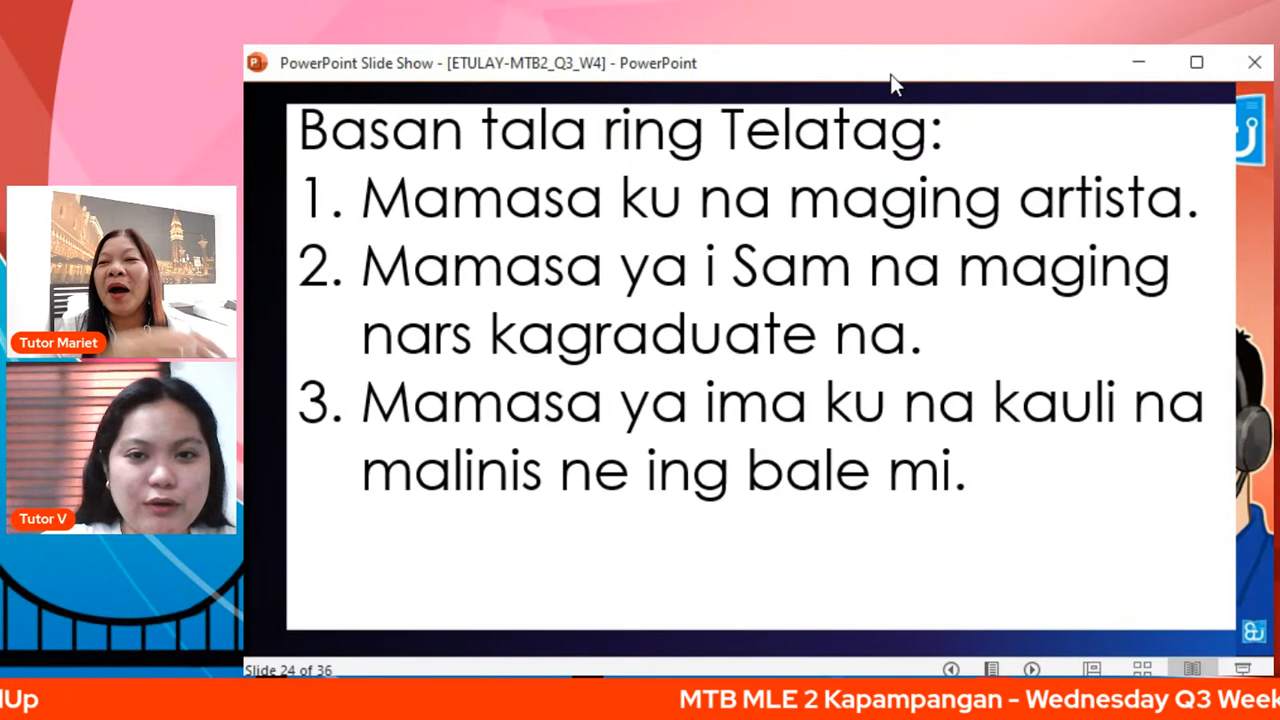 PowerPoint Slide Show - [ETULAY-MTB2_Q3_W4] - PowerPoint
Basan tala ring Telatag:
1. Mamasa ku na maging artista.
2. Mamasa ya i Sam na maging
nars kagraduate na.
3. Mamasa ya ima ku na kauli na
malinis ne ing bale mi.
Tutor Mariet
Tutor V
Slide 24 of 36
dUp
MTB MLE 2 Kapampangan - Wednesday Q3 Week